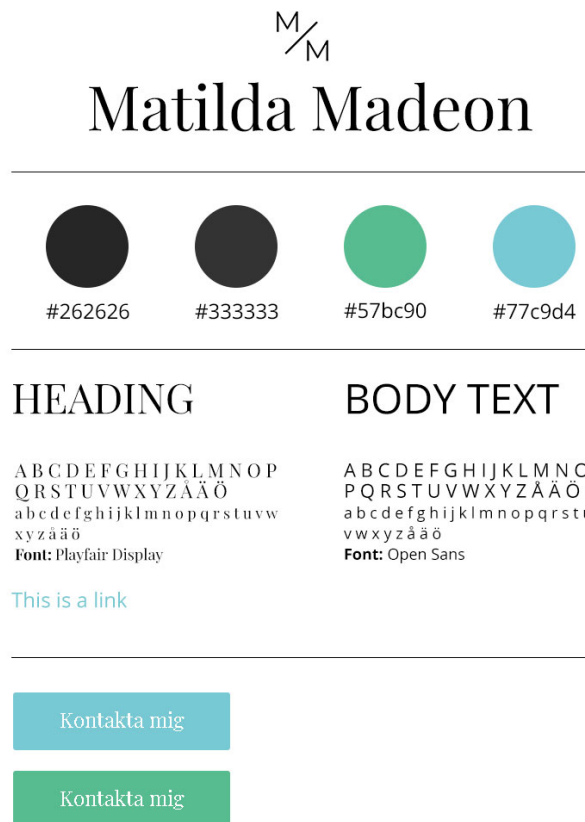 M/M
Matilda Madeon
#262626 #333333 #57bc90 #77c9d4
HEADING
A B C D E F G H I J K L M N O P
Q R S T U V W X Y Z Å Ä Ö
a b c d e f g h i j k l m n o p q r s t u v w
x y z å ä ö
Font: Playfair Display
This is a link
BODY TEXT
A B C D E F G H I J K L M N O
P Q R S T U V W X Y Z Å Ä Ö
a b c d e f g h i j k l m n o p q r s t u
v w x y z å ä ö
Font: Open Sans
Kontakta mig
Kontakta mig